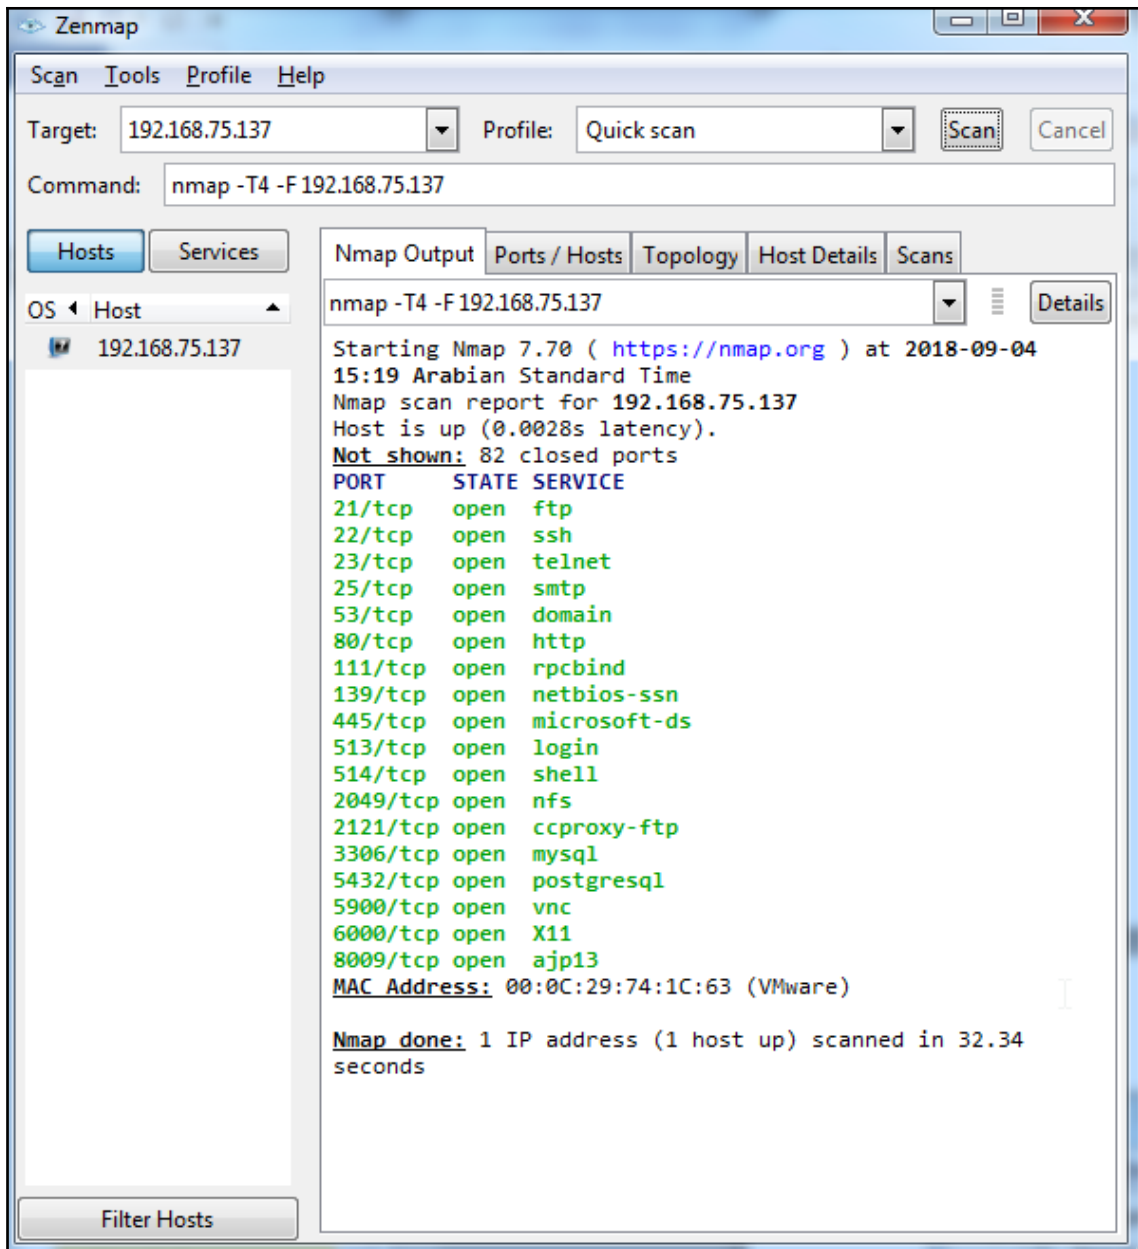 Zenmap
Scan Tools Profile Help
Target: 192.168.75.137 Profile: Quick scan Scan Cancel
Command: nmap -T4 -F 192.168.75.137
Hosts Services
Nmap Output Ports / Hosts Topology Host Details Scans
OS Host
192.168.75.137
nmap -T4 -F 192.168.75.137 Details
Starting Nmap 7.70 ( https://nmap.org ) at 2018-09-04
15:19 Arabian Standard Time
Nmap scan report for 192.168.75.137
Host is up (0.0028s latency).
Not shown: 82 closed ports
PORT STATE SERVICE
21/tcp open ftp
22/tcp open ssh
23/tcp open telnet
25/tcp open smtp
53/tcp open domain
80/tcp open http
111/tcp open rpcbind
139/tcp open netbios-ssn
445/tcp open microsoft-ds
513/tcp open login
514/tcp open shell
2049/tcp open nfs
2121/tcp open ccproxy-ftp
3306/tcp open mysql
5432/tcp open postgresql
5900/tcp open vnc
6000/tcp open X11
8009/tcp open ajp13
MAC Address: 00:0C:29:74:1C:63 (VMware)
Nmap done: 1 IP address (1 host up) scanned in 32.34
seconds
Filter Hosts